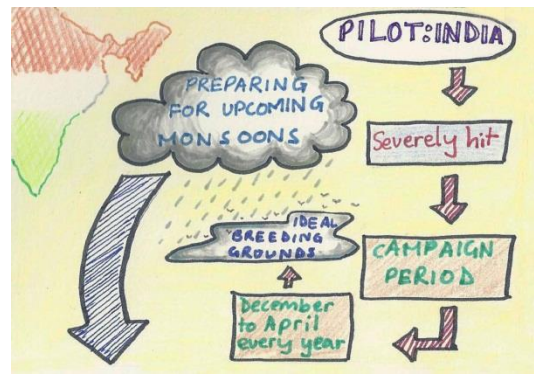 PILOT:INDIA
PREPARING
FOR UPCOMING
MONSOONS
Severely hit
IDEAL
BREEDING
GROUNDS
CAMPAIGN
PERIOD
December
to April
every year